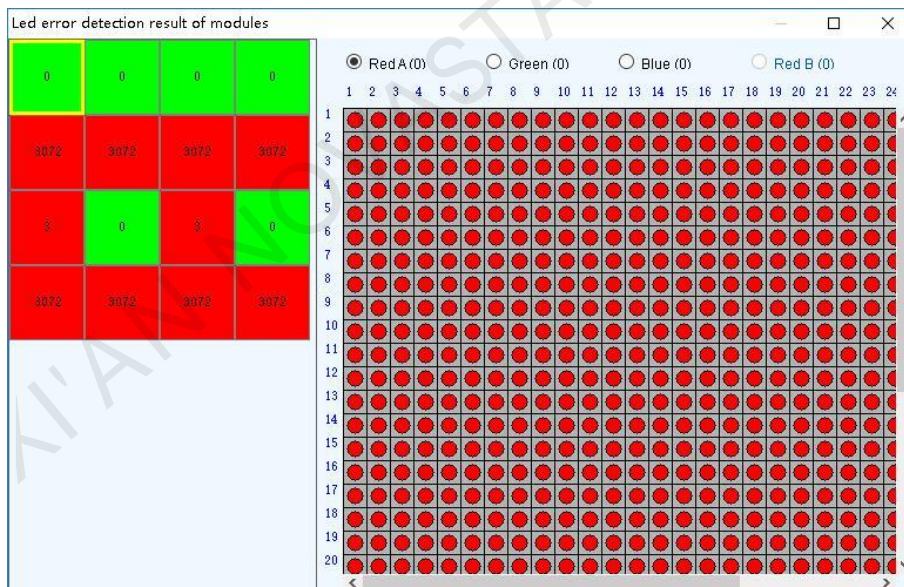 Led error detection result of modules
Red A (0) Green (0) Blue (0) Red B (0)
1 2 3 4 5 6 7 8 9 10 11 12 13 14 15 16 17 18 19 20 21 22 23 24
0 0 0 0
3072 3072 3072 3072
3 0 3 0
3072 3072 3072 3072
1
2
3
4
5
6
7
8
9
10
11
12
13
14
15
16
17
18
19
20
XI'AN NOVASTA